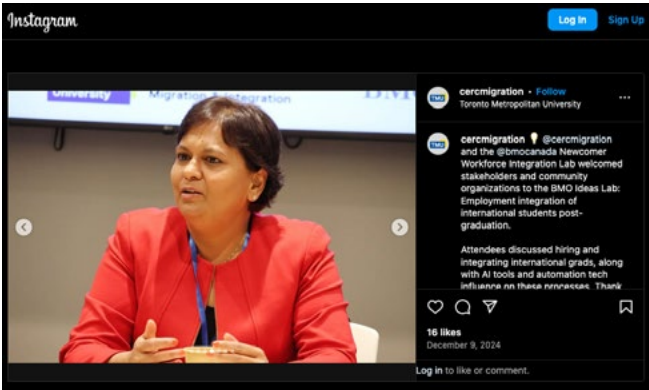 Instagram
Log In
Sign Up
University
Migration & Integration
BMO
cercmigration • Follow
Toronto Metropolitan University
TMU
TMU
cercmigration 💡 @cercmigration
and the @bmocanada Newcomer
Workforce Integration Lab welcomed
stakeholders and community
organizations to the BMO Ideas Lab:
Employment integration of
international students post-
graduation.
Attendees discussed hiring and
integrating international grads, along
with AI tools and automation tech
influence on these processes. Thank
16 likes
December 9, 2024
Log in to like or comment.